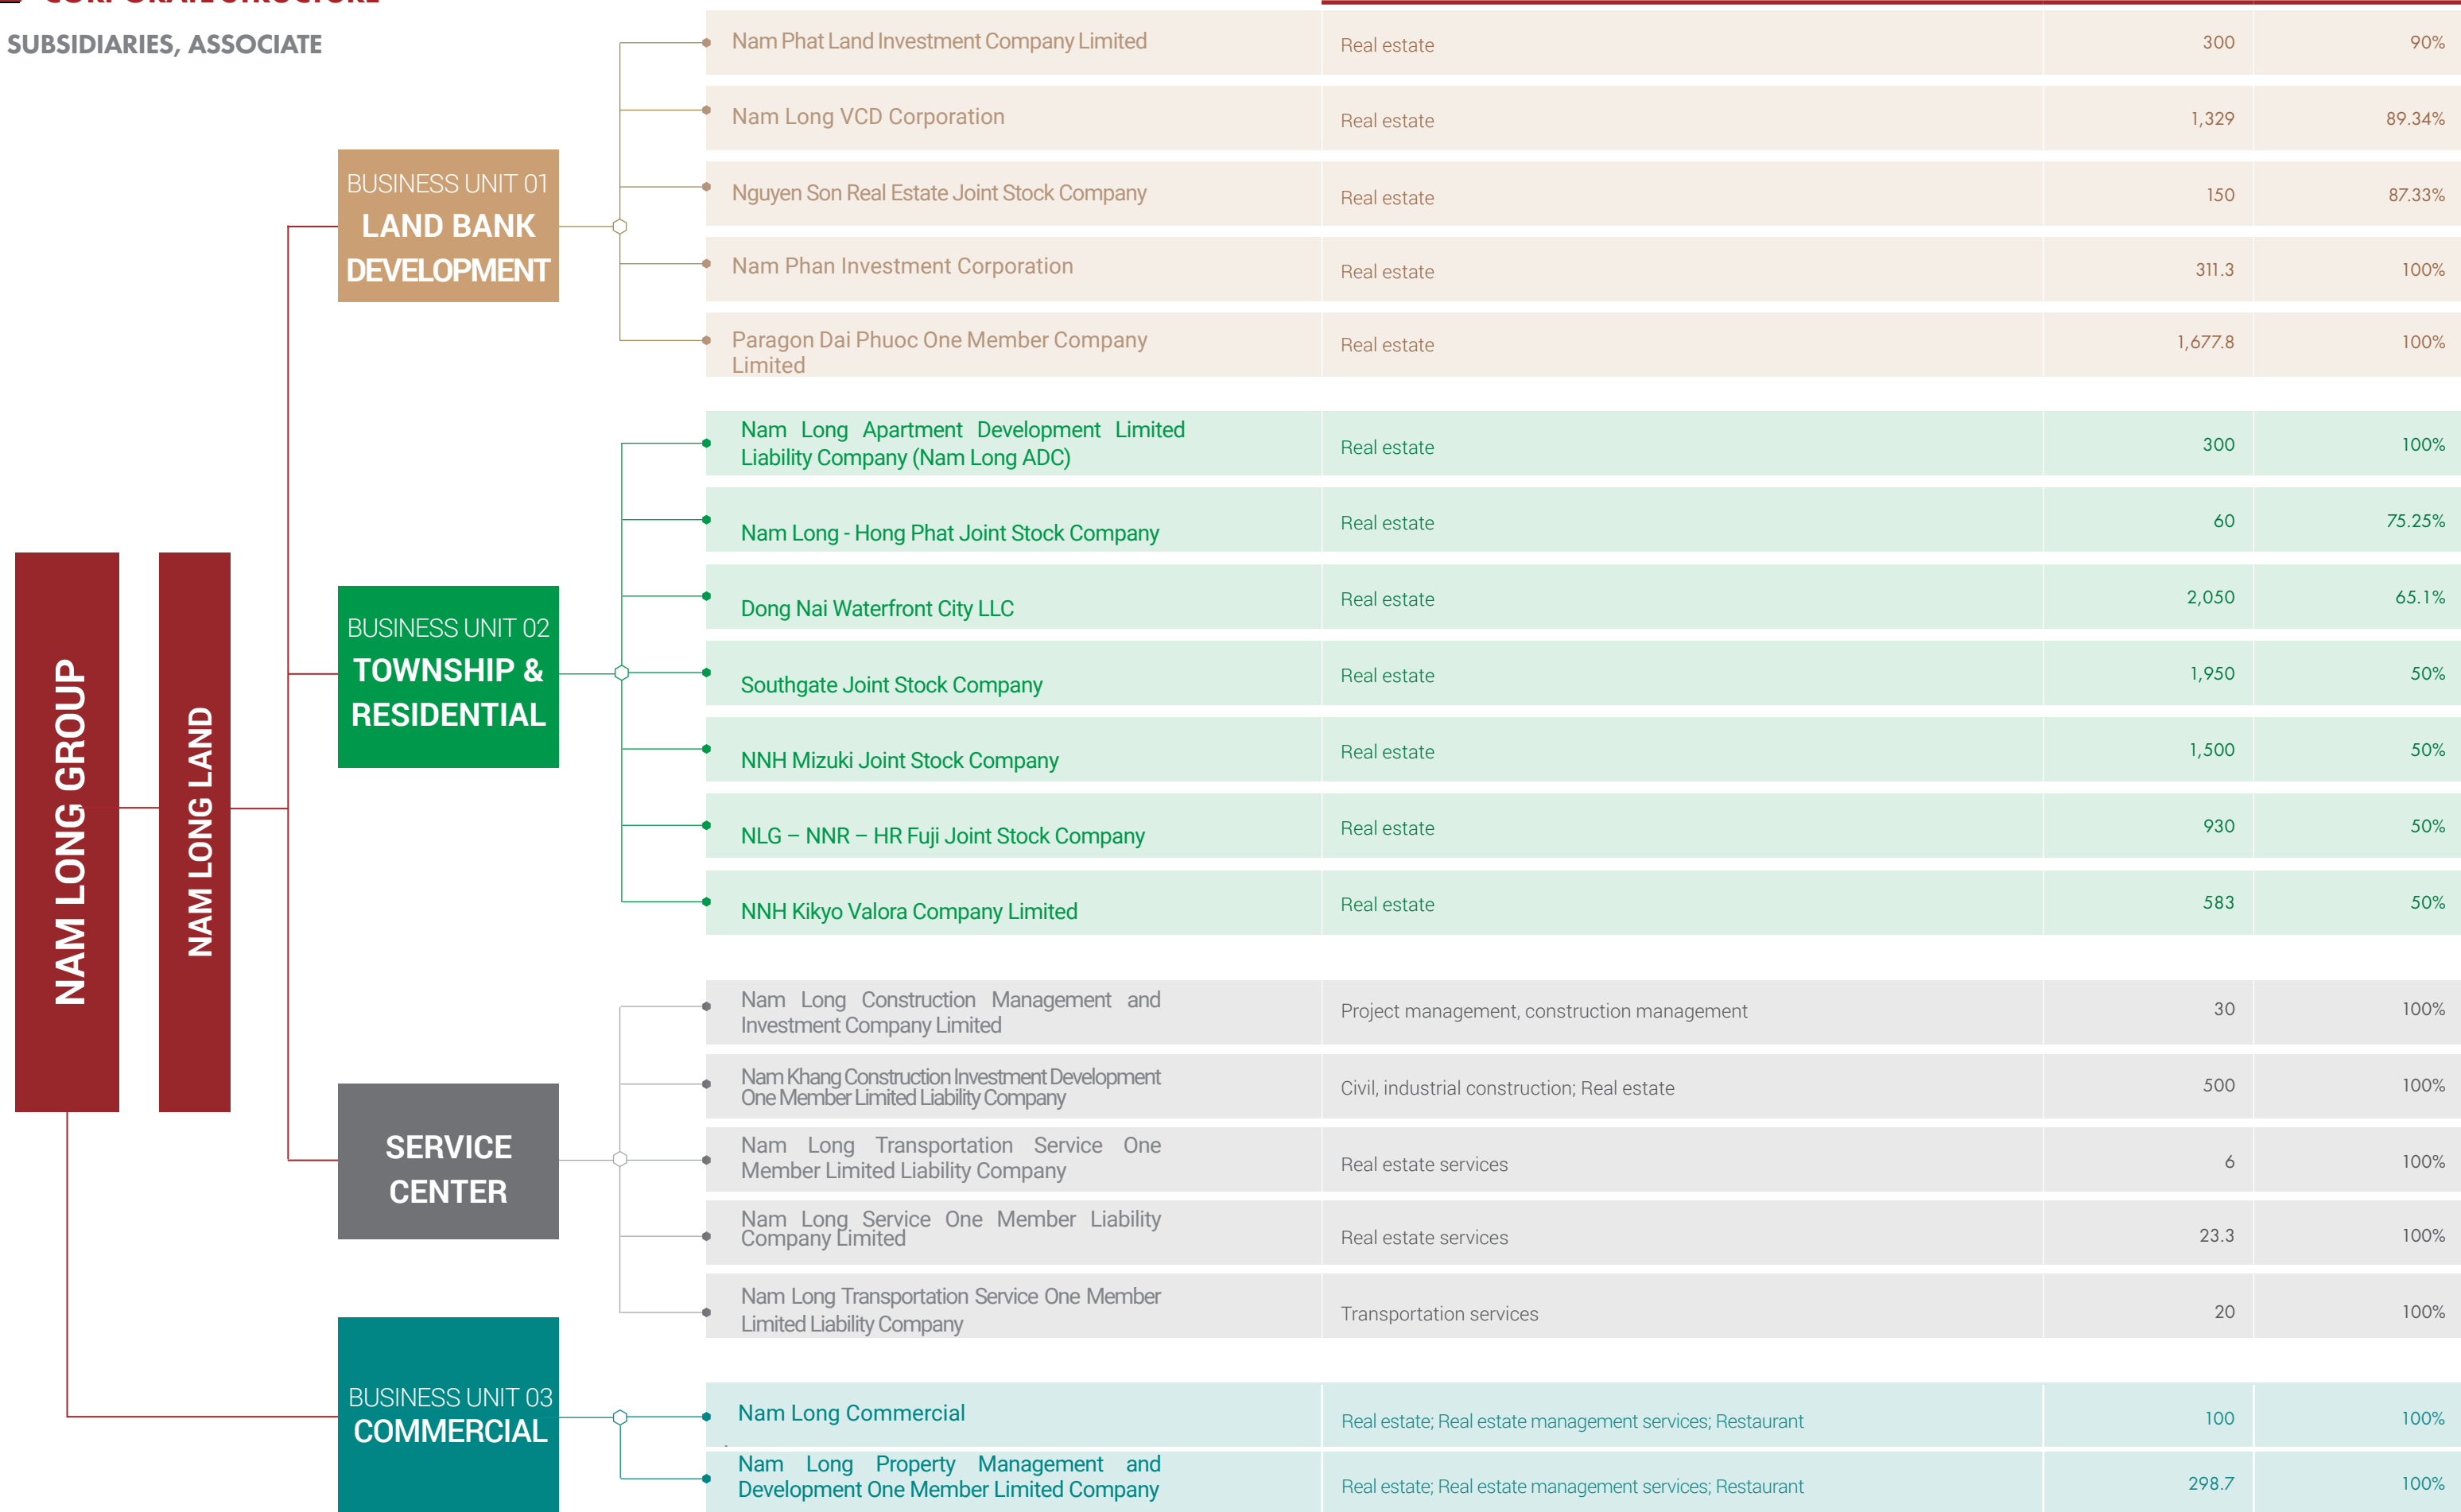 CORPORATE STRUCTURE
SUBSIDIARIES, ASSOCIATE
NAM LONG GROUP
NAM LONG LAND
BUSINESS UNIT 01
LAND BANK
DEVELOPMENT
Nam Phat Land Investment Company Limited Real estate 300 90%
Nam Long VCD Corporation Real estate 1,329 89.34%
Nguyen Son Real Estate Joint Stock Company Real estate 150 87.33%
Nam Phan Investment Corporation Real estate 311.3 100%
Paragon Dai Phuoc One Member Company
Limited
Real estate 1,677.8 100%
BUSINESS UNIT 02
TOWNSHIP &
RESIDENTIAL
Nam Long Apartment Development Limited
Liability Company (Nam Long ADC)
Real estate 300 100%
Nam Long - Hong Phat Joint Stock Company Real estate 60 75.25%
Dong Nai Waterfront City LLC Real estate 2,050 65.1%
Southgate Joint Stock Company Real estate 1,950 50%
NNH Mizuki Joint Stock Company Real estate 1,500 50%
NLG – NNR – HR Fuji Joint Stock Company Real estate 930 50%
NNH Kikyo Valora Company Limited Real estate 583 50%
SERVICE
CENTER
Nam Long Construction Management and
Investment Company Limited
Project management, construction management 30 100%
Nam Khang Construction Investment Development
One Member Limited Liability Company
Civil, industrial construction; Real estate 500 100%
Nam Long Transportation Service One
Member Limited Liability Company
Real estate services 6 100%
Nam Long Service One Member Liability
Company Limited
Real estate services 23.3 100%
Nam Long Transportation Service One Member
Limited Liability Company
Transportation services 20 100%
BUSINESS UNIT 03
COMMERCIAL
Nam Long Commercial Real estate; Real estate management services; Restaurant 100 100%
Nam Long Property Management and
Development One Member Limited Company
Real estate; Real estate management services; Restaurant 298.7 100%